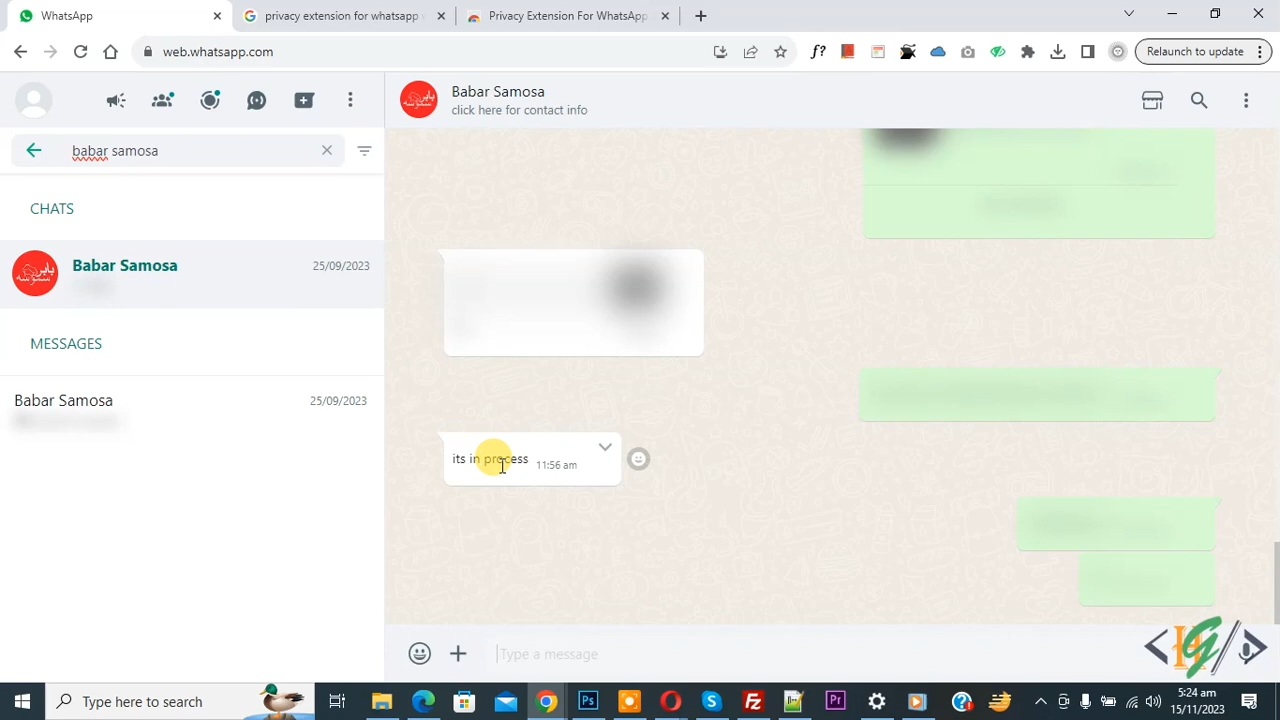 WhatsApp
privacy extension for whatsapp
Privacy Extension For WhatsApp
web.whatsapp.com
f?
Relaunch to update
Babar Samosa
click here for contact info
babar samosa
CHATS
Babar Samosa
25/09/2023
MESSAGES
Babar Samosa
25/09/2023
its in process
11:56 am
Type a message
Type here to search
Ps
Pr
5:24 am
15/11/2023